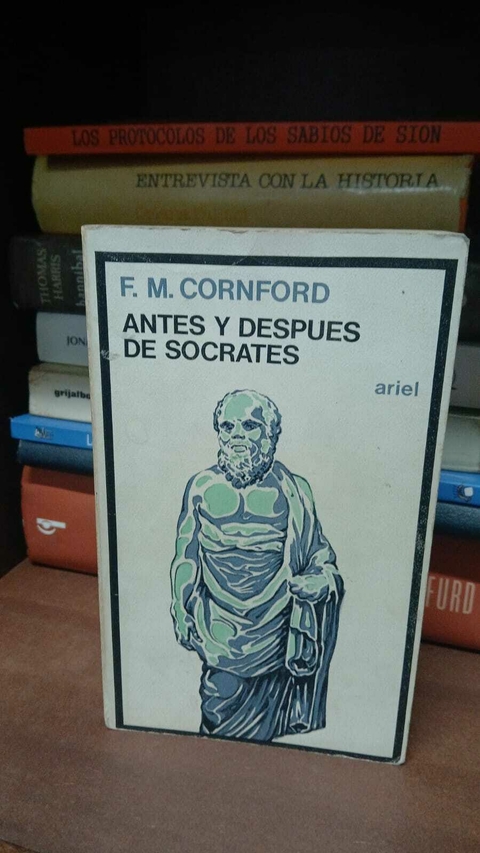 LOS PROTOCOLOS DE LOS SABIOS DE SION
ENTREVISTA CON LA HISTORIA
THOMAS
HARRIS
hannibal
F. M. CORNFORD
ANTES Y DESPUES
DE SOCRATES
ariel
JON
grijalbo
FURD